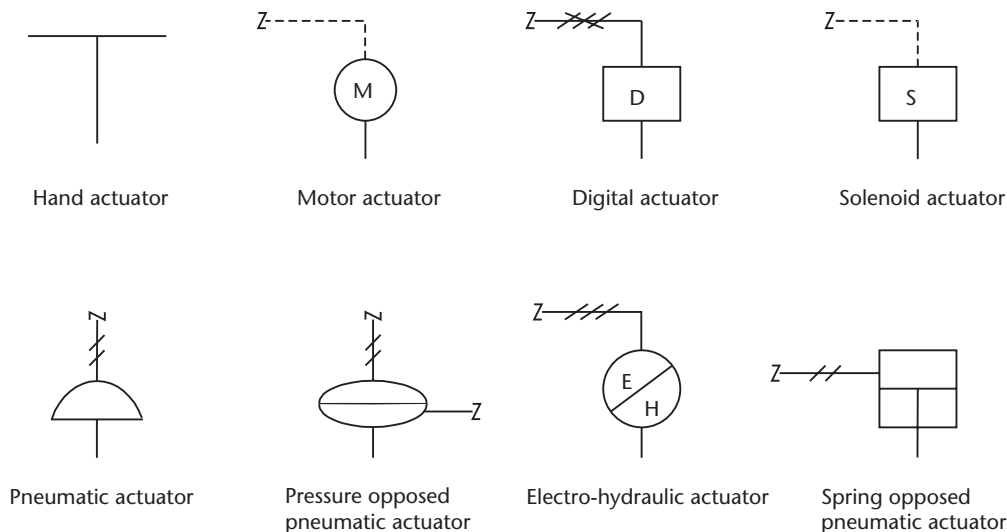 Z Z Z
M D S
Hand actuator Motor actuator Digital actuator Solenoid actuator
Z Z Z
Z
E
H
Z
Pneumatic actuator Pressure opposed
pneumatic actuator Electro-hydraulic actuator Spring opposed
pneumatic actuator